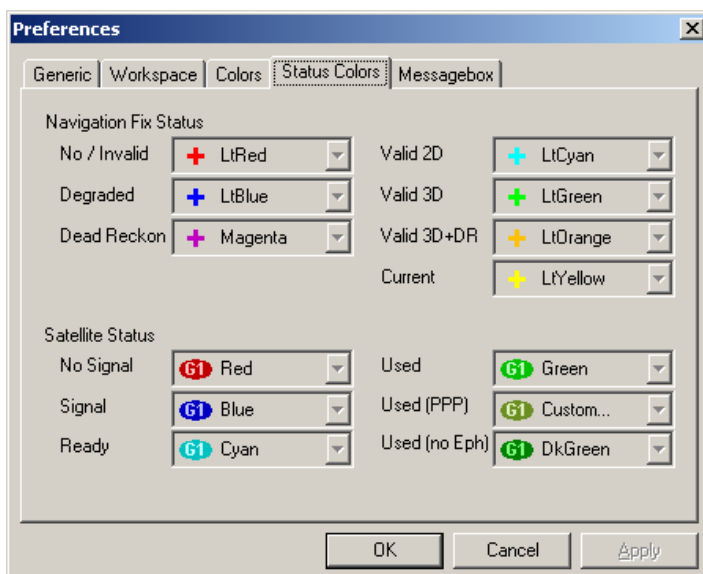 Preferences
Generic Workspace Colors Status Colors Messagebox
Navigation Fix Status
No / Invalid LtRed Valid 2D LtCyan
Degraded LtBlue Valid 3D LtGreen
Dead Reckon Magenta Valid 3D+DR LtOrange
Current LtYellow
Satellite Status
No Signal G1 Red Used G1 Green
Signal G1 Blue Used (PPP) G1 Custom...
Ready G1 Cyan Used (no Eph) G1 DkGreen
OK Cancel Apply